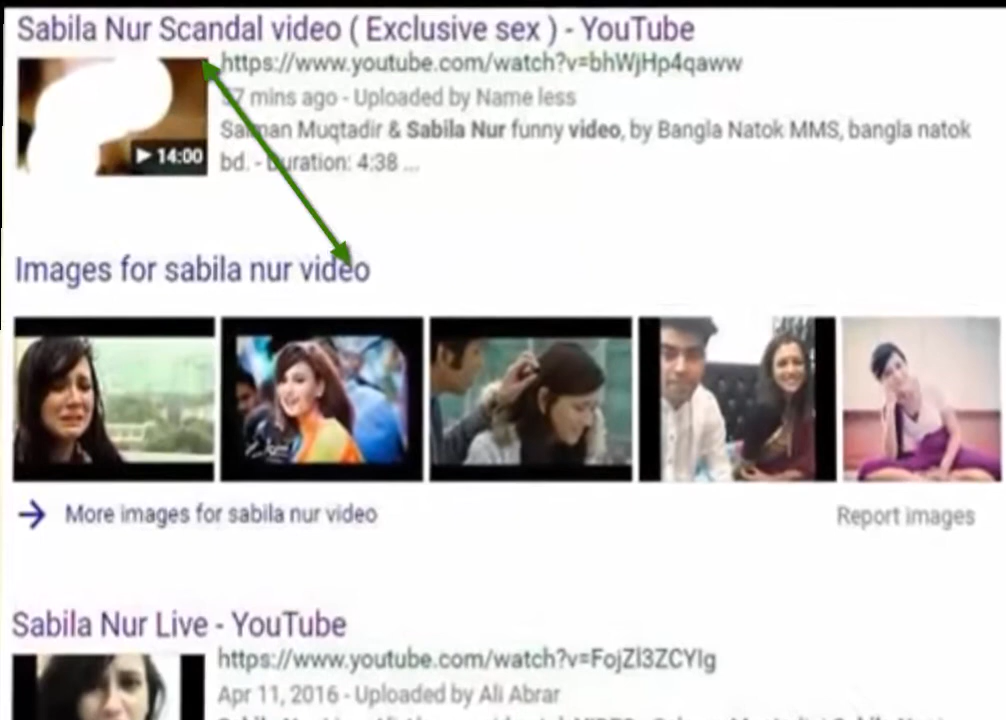 Sabila Nur Scandal video ( Exclusive sex ) - YouTube
https://www.youtube.com/watch?v=bhWjHp4qaww
mins ago - Uploaded by Name less
Muqtadir & Sabila Nur funny video, by Bangla Natok MMS, bangla natok
14:00
bd. - Duration: 4:38 ...
Images for sabila nur video
More images for sabila nur video
Report images
Sabila Nur Live - YouTube
https://www.youtube.com/watch?v=FojZl3ZCYIg
Apr 11, 2016 - Uploaded by Ali Abrar